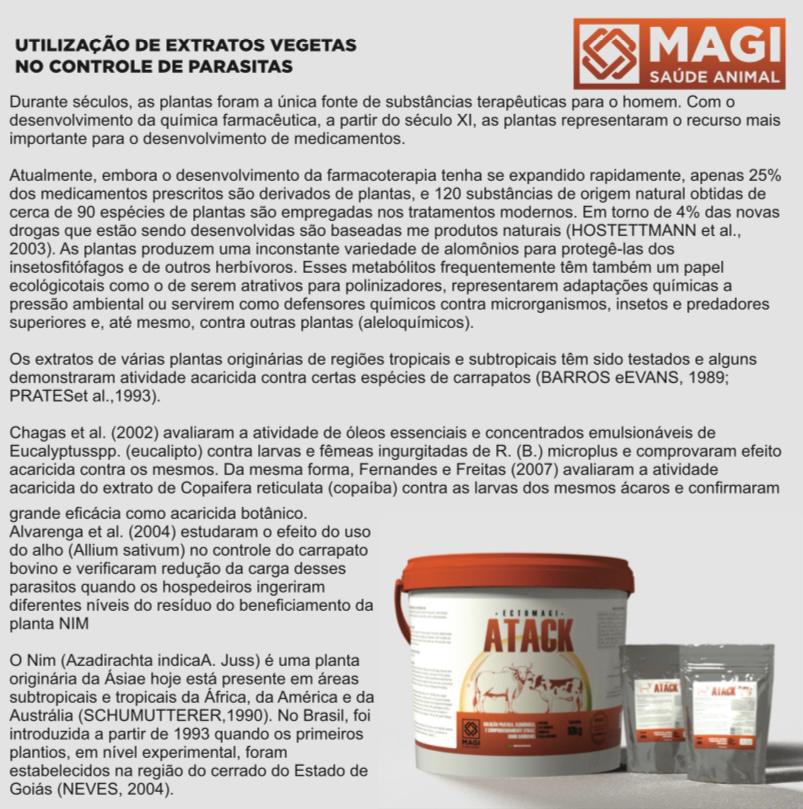 UTILIZAÇÃO DE EXTRATOS VEGETAS
NO CONTROLE DE PARASITAS
MAGI
SAÚDE ANIMAL
Durante séculos, as plantas foram a única fonte de substâncias terapêuticas para o homem. Com o
desenvolvimento da química farmacêutica, a partir do século XI, as plantas representaram o recurso mais
importante para o desenvolvimento de medicamentos.
Atualmente, embora o desenvolvimento da farmacoterapia tenha se expandido rapidamente, apenas 25%
dos medicamentos prescritos são derivados de plantas, e 120 substâncias de origem natural obtidas de
cerca de 90 espécies de plantas são empregadas nos tratamentos modernos. Em torno de 4% das novas
drogas que estão sendo desenvolvidas são baseadas me produtos naturais (HOSTETTMANN et al.,
2003). As plantas produzem uma inconstante variedade de alomônios para protegê-las dos
insetosfitófagos e de outros herbívoros. Esses metabólitos frequentemente têm também um papel
ecológicotais como o de serem atrativos para polinizadores, representarem adaptações químicas a
pressão ambiental ou servirem como defensores químicos contra microrganismos, insetos e predadores
superiores e, até mesmo, contra outras plantas (aleloquímicos).
Os extratos de várias plantas originárias de regiões tropicais e subtropicais têm sido testados e alguns
demonstraram atividade acaricida contra certas espécies de carrapatos (BARROS eEVANS, 1989;
PRATESet al.,1993).
Chagas et al. (2002) avaliaram a atividade de óleos essenciais e concentrados emulsionáveis de
Eucalyptusspp. (eucalipto) contra larvas e fêmeas ingurgitadas de R. (B.) microplus e comprovaram efeito
acaricida contra os mesmos. Da mesma forma, Fernandes e Freitas (2007) avaliaram a atividade
acaricida do extrato de Copaifera reticulata (copaíba) contra as larvas dos mesmos ácaros e confirmaram
grande eficácia como acaricida botânico.
Alvarenga et al. (2004) estudaram o efeito do uso
do alho (Allium sativum) no controle do carrapato
bovino e verificaram redução da carga desses
parasitos quando os hospedeiros ingeriram
diferentes níveis do resíduo do beneficiamento da
planta NIM
O Nim (Azadirachta indicaA. Juss) é uma planta
originária da Ásiae hoje está presente em áreas
subtropicais e tropicais da África, da América e da
Austrália (SCHUMUTTERER,1990). No Brasil, foi
introduzida a partir de 1993 quando os primeiros
plantios, em nível experimental, foram
estabelecidos na região do cerrado do Estado de
Goiás (NEVES, 2004).
ECTOMAGI
ATACK
MAGI
10Kg
ATACK
ATACK